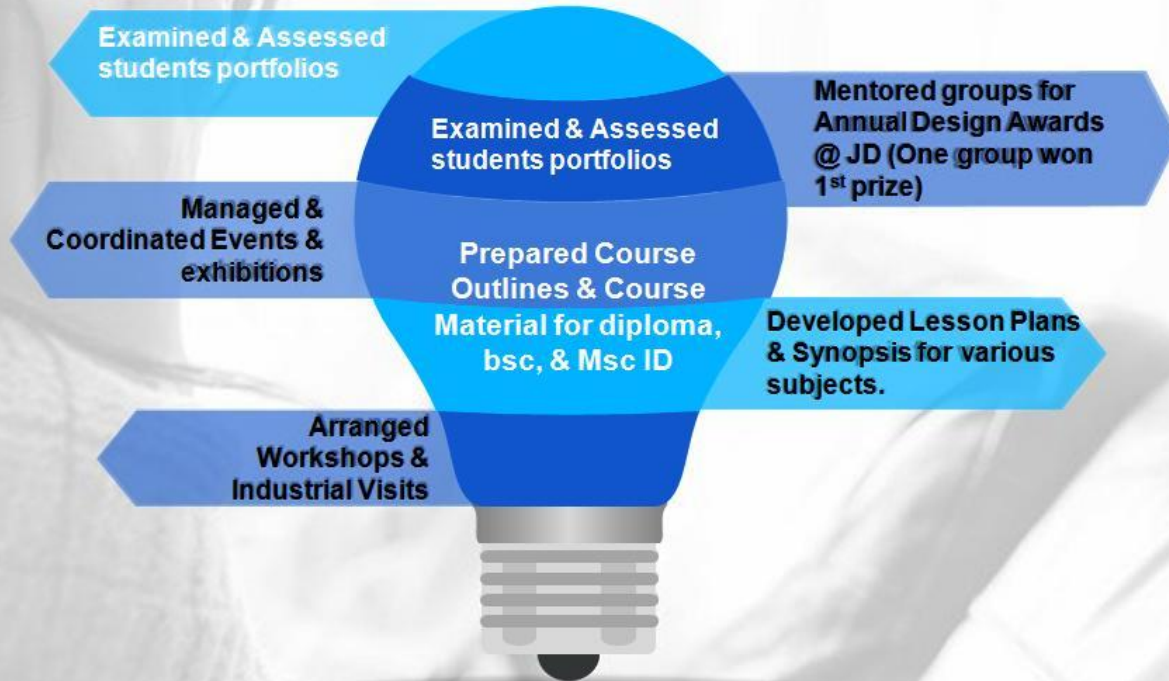 Examined & Assessed
students portfolios
Examined & Assessed
students portfolios
Mentored groups for
Annual Design Awards
@ JD (One group won
1st prize)
Managed &
Coordinated Events &
exhibitions
Prepared Course
Outlines & Course
Material for diploma,
bsc, & Msc ID
Developed Lesson Plans
& Synopsis for various
subjects.
Arranged
Workshops &
Industrial Visits